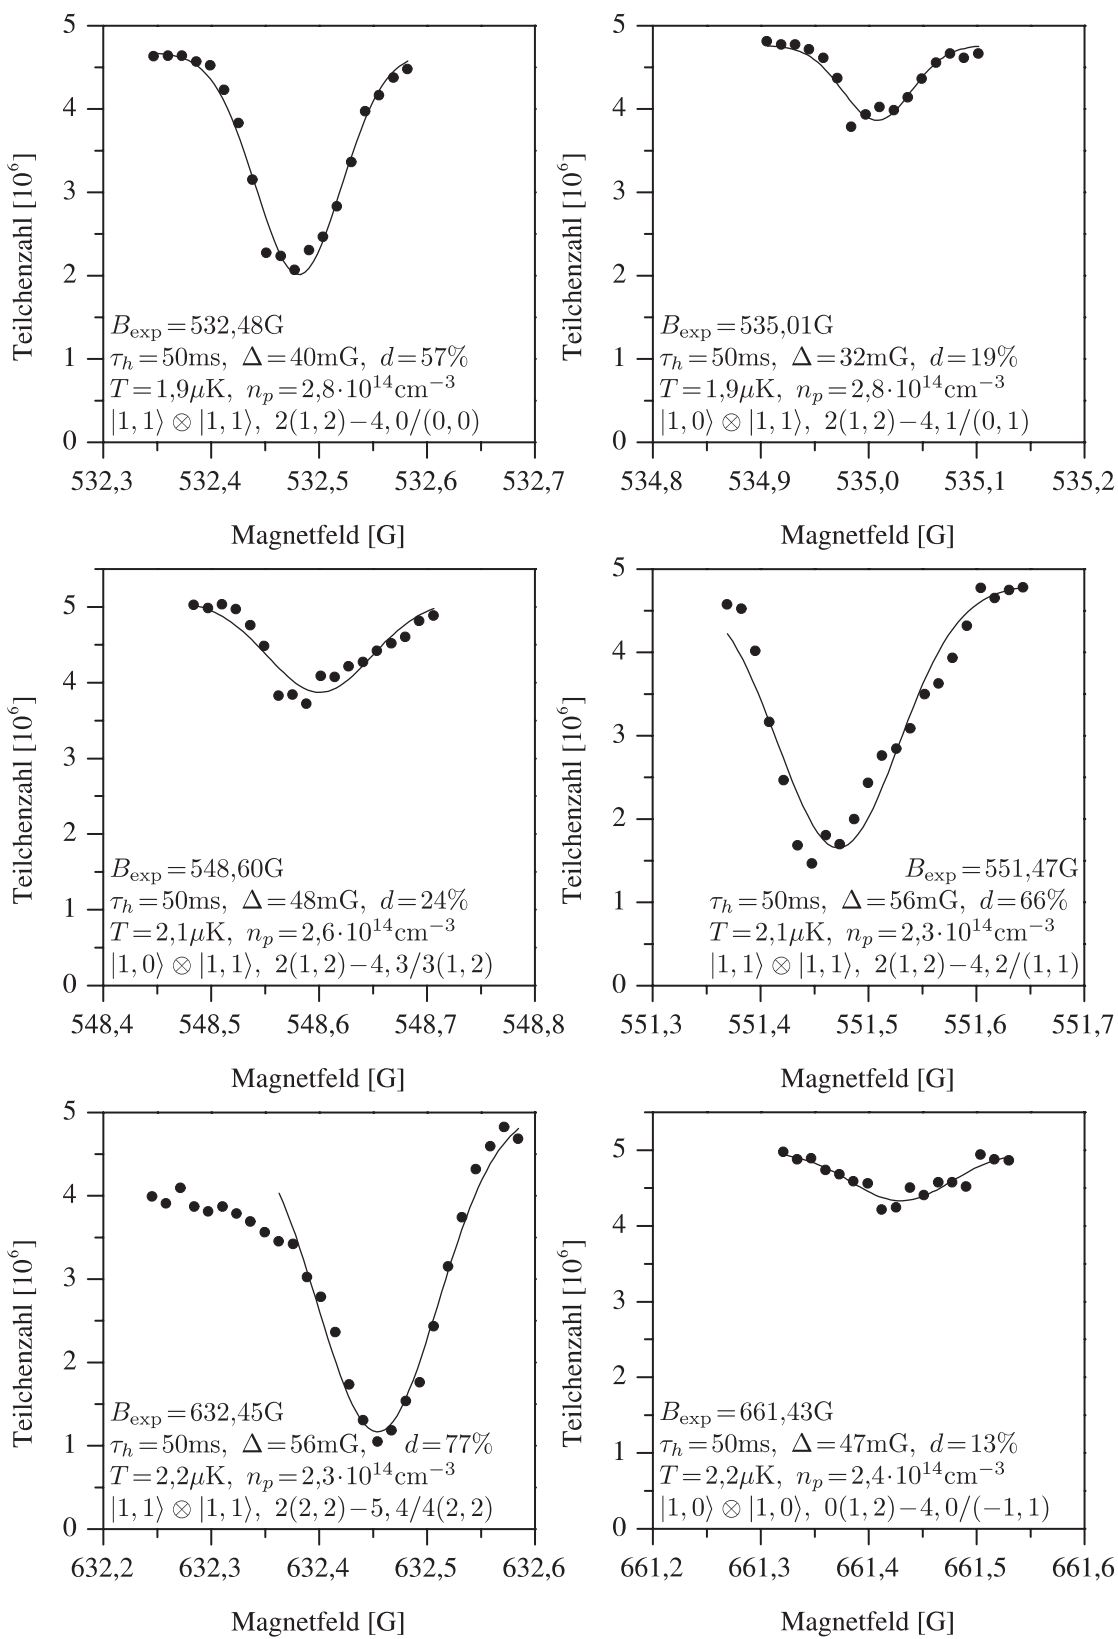 Teilchenzahl [10⁶]
5
4
3
2
1
0
B_exp=532,48G
τ_h=50ms, Δ=40mG, d=57%
T=1,9μK, n_p=2,8·10¹⁴cm⁻³
|1,1⟩⊗|1,1⟩, 2(1,2)−4,0/(0,0)
532,3 532,4 532,5 532,6 532,7
Magnetfeld [G]
Teilchenzahl [10⁶]
5
4
3
2
1
0
B_exp=535,01G
τ_h=50ms, Δ=32mG, d=19%
T=1,9μK, n_p=2,8·10¹⁴cm⁻³
|1,0⟩⊗|1,1⟩, 2(1,2)−4,1/(0,1)
534,8 534,9 535,0 535,1 535,2
Magnetfeld [G]
Teilchenzahl [10⁶]
5
4
3
2
1
0
B_exp=548,60G
τ_h=50ms, Δ=48mG, d=24%
T=2,1μK, n_p=2,6·10¹⁴cm⁻³
|1,0⟩⊗|1,1⟩, 2(1,2)−4,3/3(1,2)
548,4 548,5 548,6 548,7 548,8
Magnetfeld [G]
Teilchenzahl [10⁶]
5
4
3
2
1
0
B_exp=551,47G
τ_h=50ms, Δ=56mG, d=66%
T=2,1μK, n_p=2,3·10¹⁴cm⁻³
|1,1⟩⊗|1,1⟩, 2(1,2)−4,2/(1,1)
551,3 551,4 551,5 551,6 551,7
Magnetfeld [G]
Teilchenzahl [10⁶]
5
4
3
2
1
0
B_exp=632,45G
τ_h=50ms, Δ=56mG, d=77%
T=2,2μK, n_p=2,3·10¹⁴cm⁻³
|1,1⟩⊗|1,1⟩, 2(2,2)−5,4/4(2,2)
632,2 632,3 632,4 632,5 632,6
Magnetfeld [G]
Teilchenzahl [10⁶]
5
4
3
2
1
0
B_exp=661,43G
τ_h=50ms, Δ=47mG, d=13%
T=2,2μK, n_p=2,4·10¹⁴cm⁻³
|1,0⟩⊗|1,0⟩, 0(1,2)−4,0/(−1,1)
661,2 661,3 661,4 661,5 661,6
Magnetfeld [G]